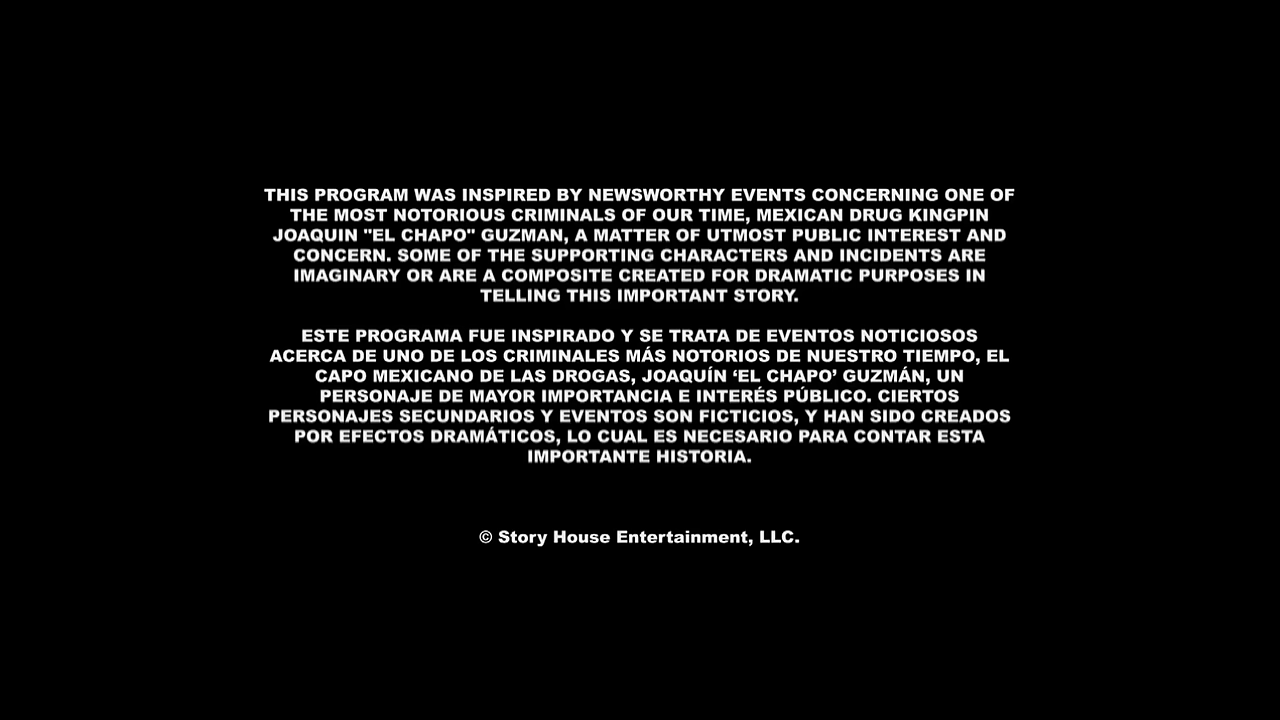 THIS PROGRAM WAS INSPIRED BY NEWSWORTHY EVENTS CONCERNING ONE OF
THE MOST NOTORIOUS CRIMINALS OF OUR TIME, MEXICAN DRUG KINGPIN
JOAQUIN "EL CHAPO" GUZMAN, A MATTER OF UTMOST PUBLIC INTEREST AND
CONCERN. SOME OF THE SUPPORTING CHARACTERS AND INCIDENTS ARE
IMAGINARY OR ARE A COMPOSITE CREATED FOR DRAMATIC PURPOSES IN
TELLING THIS IMPORTANT STORY.
ESTE PROGRAMA FUE INSPIRADO Y SE TRATA DE EVENTOS NOTICIOSOS
ACERCA DE UNO DE LOS CRIMINALES MÁS NOTORIOS DE NUESTRO TIEMPO, EL
CAPO MEXICANO DE LAS DROGAS, JOAQUÍN ‘EL CHAPO’ GUZMÁN, UN
PERSONAJE DE MAYOR IMPORTANCIA E INTERÉS PÚBLICO. CIERTOS
PERSONAJES SECUNDARIOS Y EVENTOS SON FICTICIOS, Y HAN SIDO CREADOS
POR EFECTOS DRAMÁTICOS, LO CUAL ES NECESARIO PARA CONTAR ESTA
IMPORTANTE HISTORIA.
© Story House Entertainment, LLC.